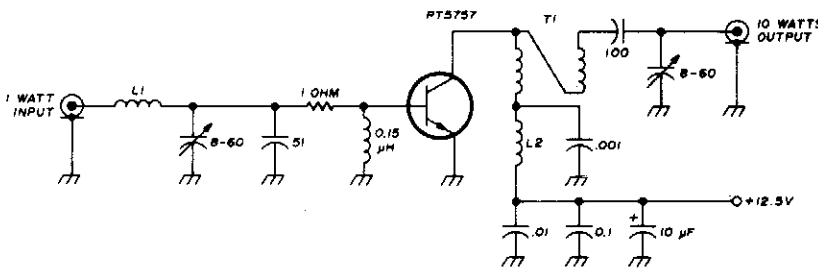 PT5757
T1
10 WATTS
OUTPUT
100
8-60
1 WATT
INPUT
L1
8-60
51
1 OHM
0.15
µH
L2
.001
+12.5V
.01
0.1
+
10 µF